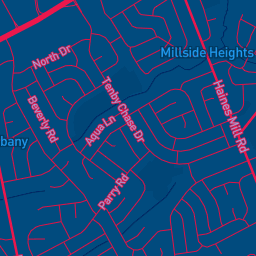 North Dr
Millside Heights
Tenby Chase Dr
Haines Mill Rd
Beverly Rd
Aqua Ln
bany
Parry Rd